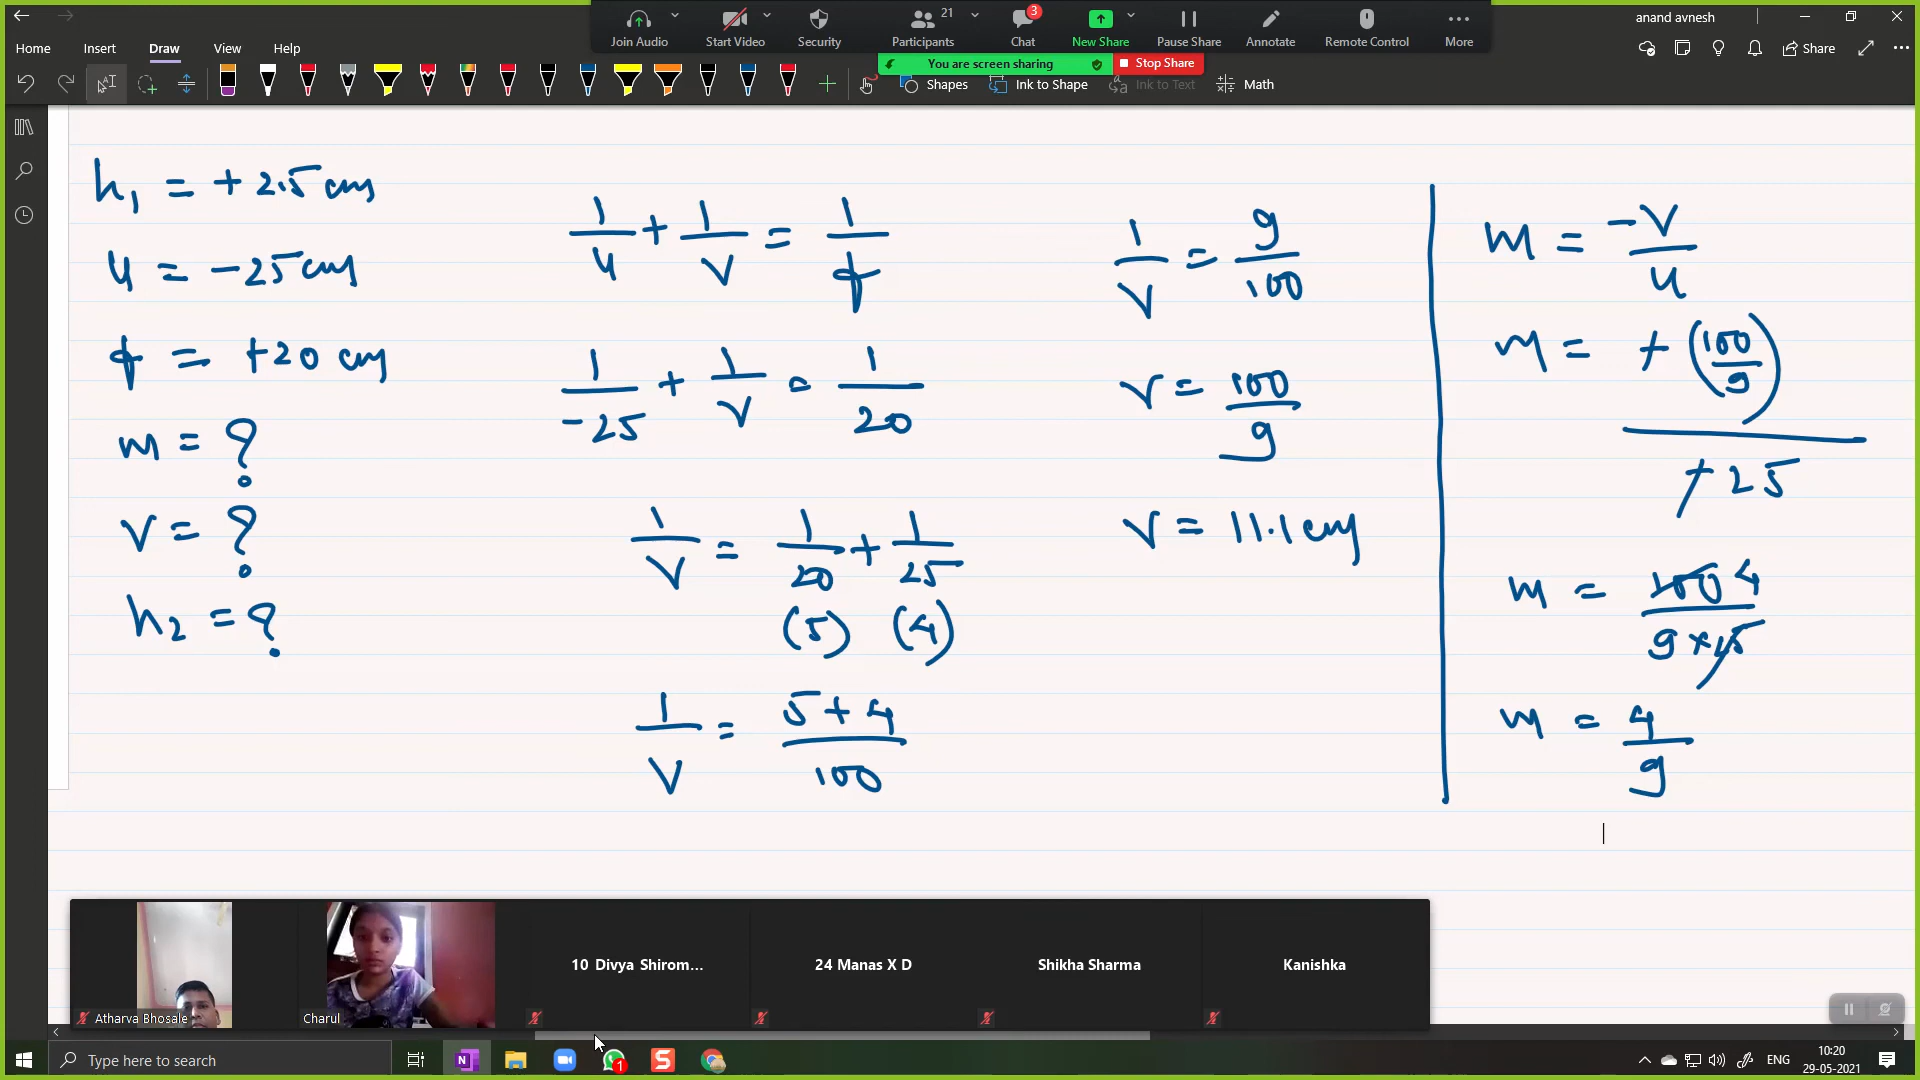 anand avnesh
21
3
Join Audio
Start Video
Security
Participants
Chat
New Share
Pause Share
Annotate
Remote Control
More
You are screen sharing
Stop Share
Home Insert Draw View Help
Share
Shapes
Ink to Shape
Ink to Text
Math
h₁ = +2.5 cm
u = -25 cm
f = +20 cm
m = ?
v = ?
h₂ = ?
1/u + 1/v = 1/f
1/-25 + 1/v = 1/20
1/v = 1/20 + 1/25
(5) (4)
1/v = 5+4/100
1/v = 9/100
v = 100/9
v = 11.1 cm
m = -v/u
m = +(100/9)/+25
m = 100 4/9×25
m = 4/9
Atharva Bhosale
Charul
10 Divya Shirom...
24 Manas X D
Shikha Sharma
Kanishka
Type here to search
N
1
S
ENG
10:20
29-05-2021